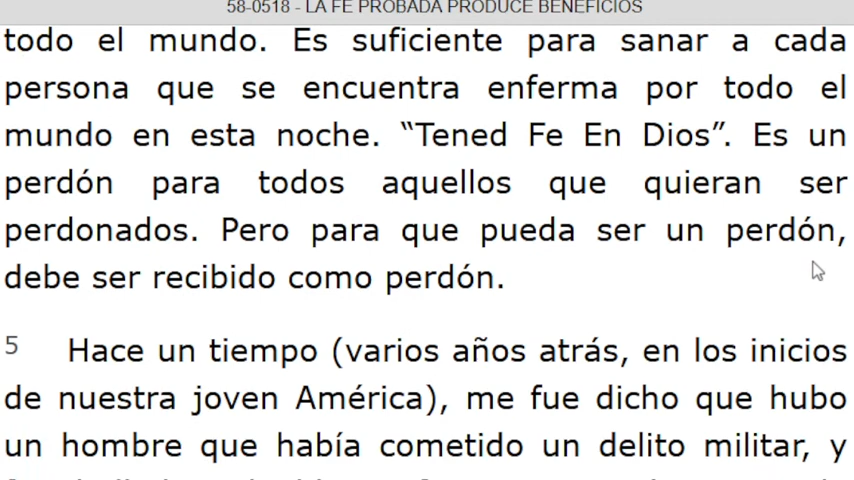 58-0518 - LA FE PROBADA PRODUCE BENEFICIOS
todo el mundo. Es suficiente para sanar a cada
persona que se encuentra enferma por todo el
mundo en esta noche. “Tened Fe En Dios”. Es un
perdón para todos aquellos que quieran ser
perdonados. Pero para que pueda ser un perdón,
debe ser recibido como perdón.
5 Hace un tiempo (varios años atrás, en los inicios
de nuestra joven América), me fue dicho que hubo
un hombre que había cometido un delito militar, y